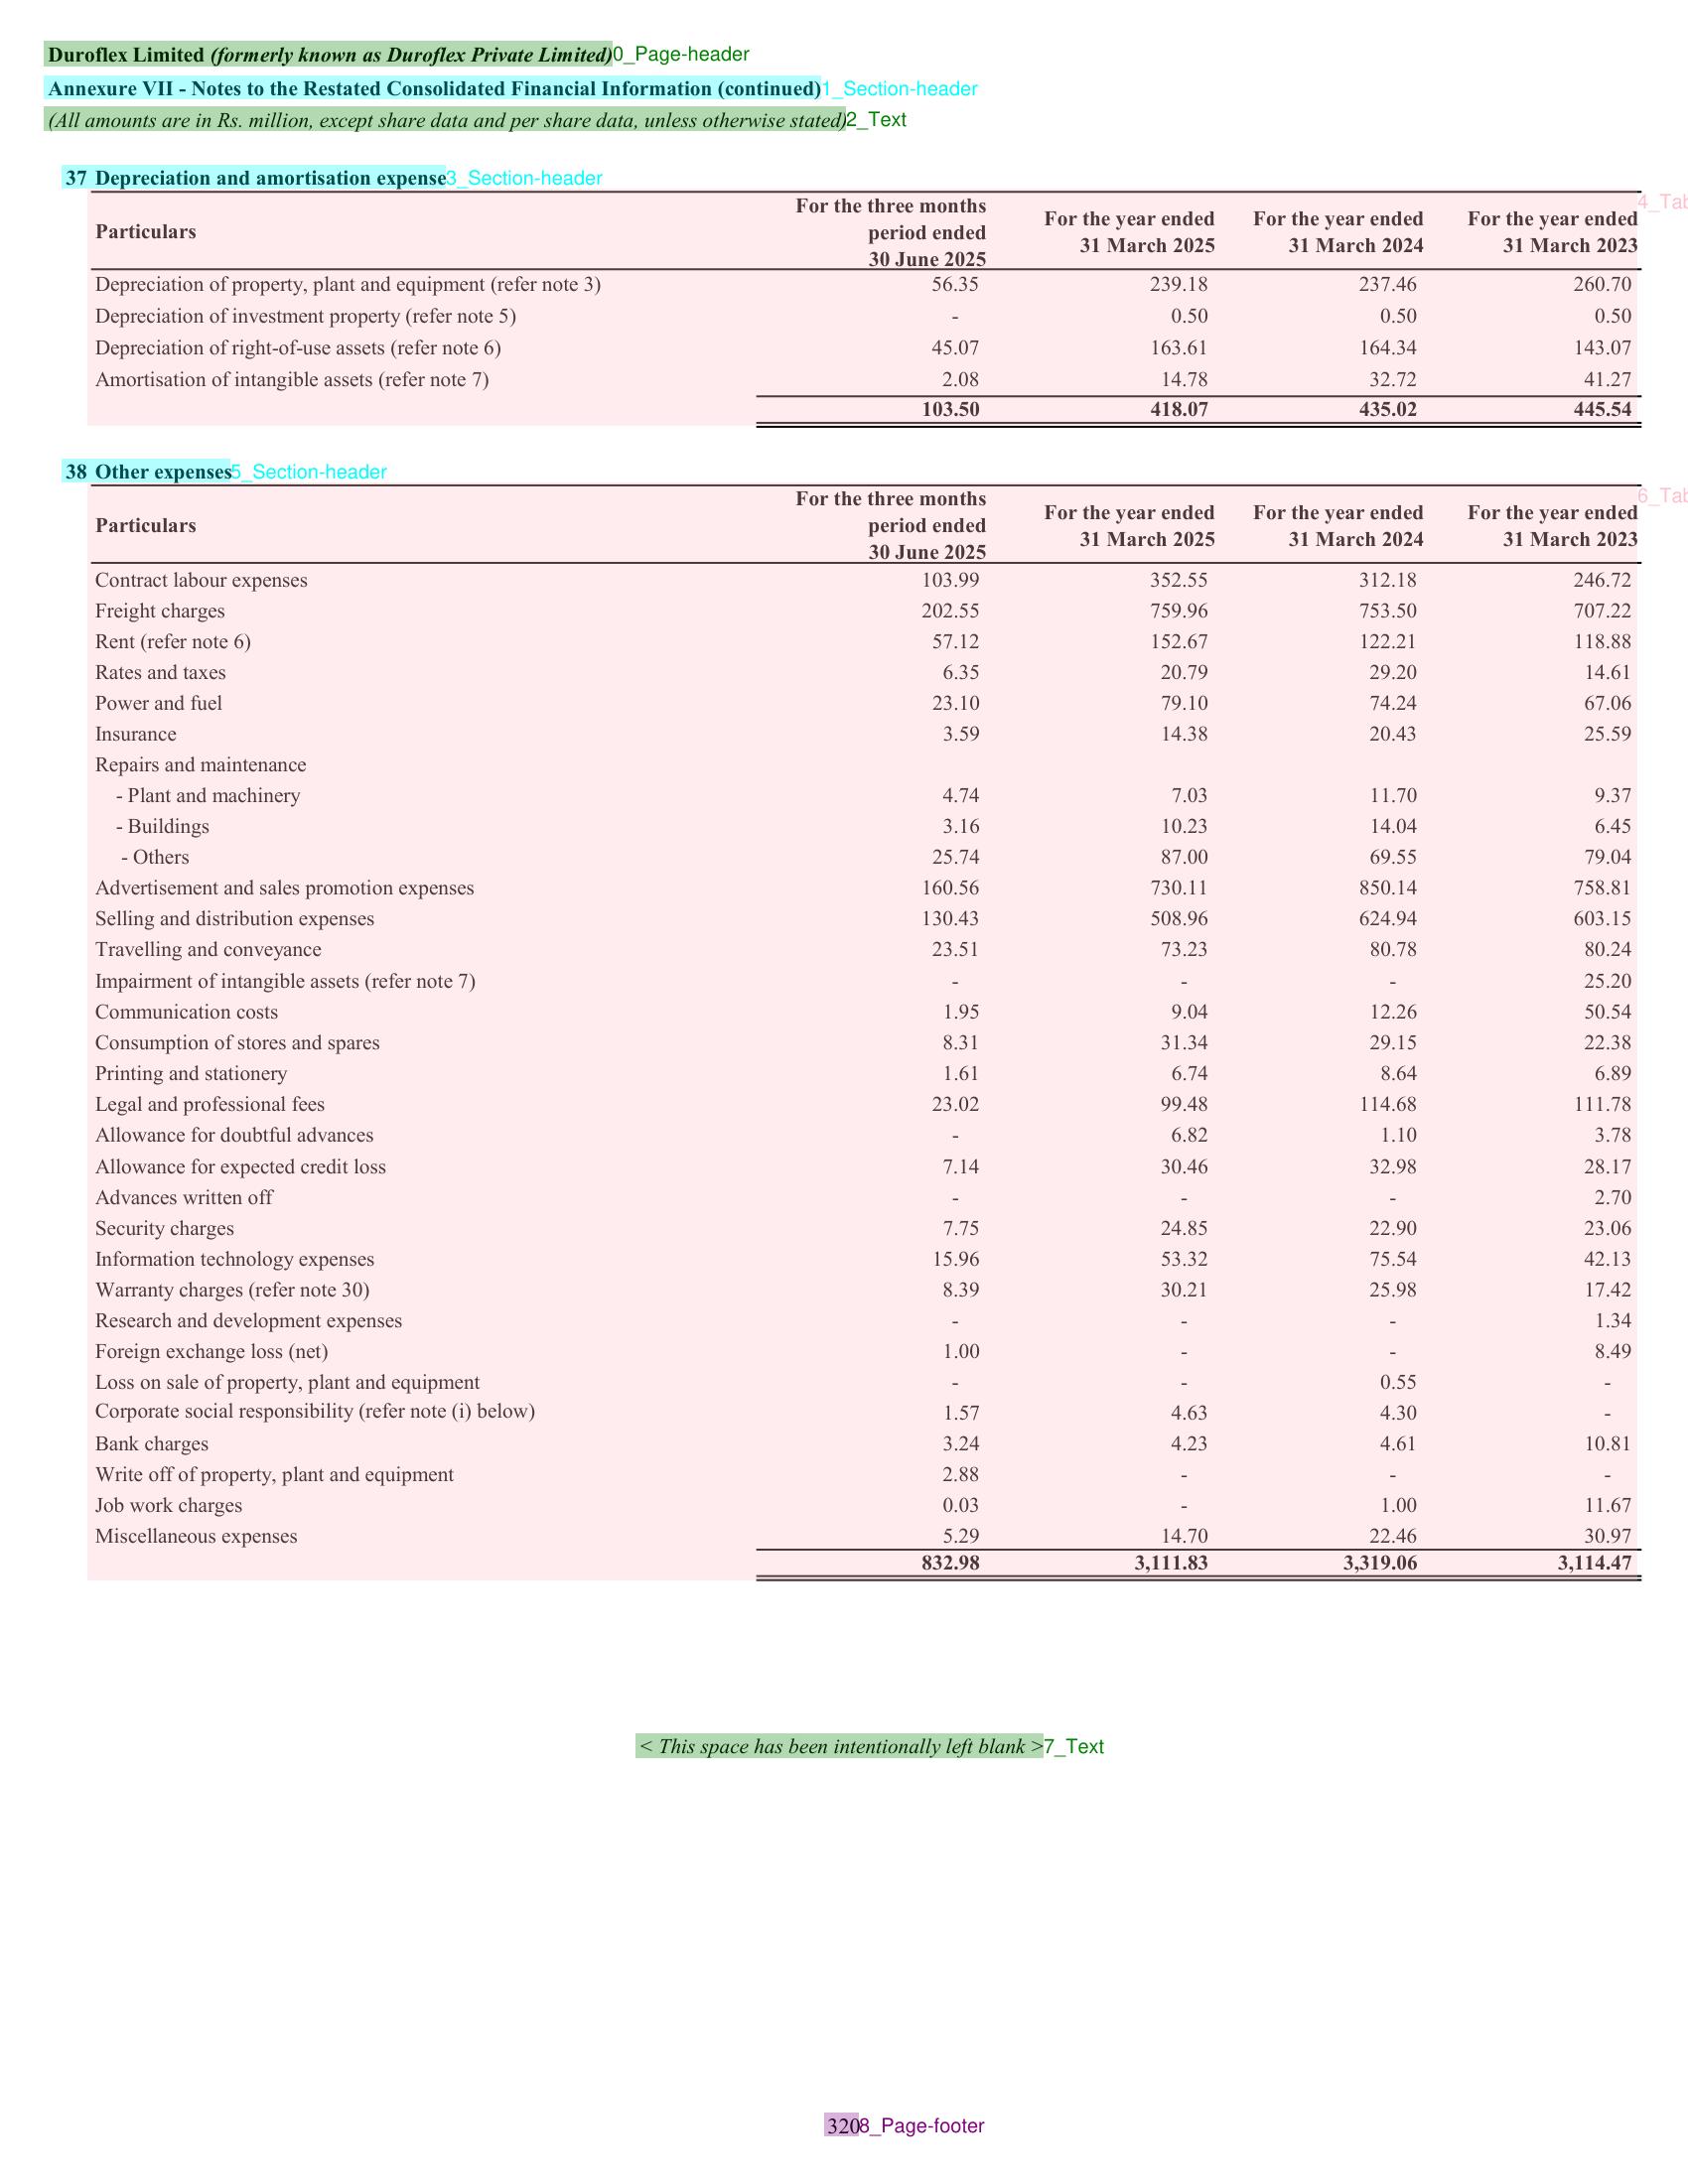 Duroflex Limited (formerly known as Duroflex Private Limited)0_Page-header
Annexure VII - Notes to the Restated Consolidated Financial Information (continued)1_Section-header
(All amounts are in Rs. million, except share data and per share data, unless otherwise stated)2_Text
37 Depreciation and amortisation expense3_Section-header
4_Tab
Particulars For the three months period ended 30 June 2025 For the year ended 31 March 2025 For the year ended 31 March 2024 For the year ended 31 March 2023
Depreciation of property, plant and equipment (refer note 3) 56.35 239.18 237.46 260.70
Depreciation of investment property (refer note 5) - 0.50 0.50 0.50
Depreciation of right-of-use assets (refer note 6) 45.07 163.61 164.34 143.07
Amortisation of intangible assets (refer note 7) 2.08 14.78 32.72 41.27
103.50 418.07 435.02 445.54
38 Other expenses5_Section-header
6_Tab
Particulars For the three months period ended 30 June 2025 For the year ended 31 March 2025 For the year ended 31 March 2024 For the year ended 31 March 2023
Contract labour expenses 103.99 352.55 312.18 246.72
Freight charges 202.55 759.96 753.50 707.22
Rent (refer note 6) 57.12 152.67 122.21 118.88
Rates and taxes 6.35 20.79 29.20 14.61
Power and fuel 23.10 79.10 74.24 67.06
Insurance 3.59 14.38 20.43 25.59
Repairs and maintenance
- Plant and machinery 4.74 7.03 11.70 9.37
- Buildings 3.16 10.23 14.04 6.45
- Others 25.74 87.00 69.55 79.04
Advertisement and sales promotion expenses 160.56 730.11 850.14 758.81
Selling and distribution expenses 130.43 508.96 624.94 603.15
Travelling and conveyance 23.51 73.23 80.78 80.24
Impairment of intangible assets (refer note 7) - - - 25.20
Communication costs 1.95 9.04 12.26 50.54
Consumption of stores and spares 8.31 31.34 29.15 22.38
Printing and stationery 1.61 6.74 8.64 6.89
Legal and professional fees 23.02 99.48 114.68 111.78
Allowance for doubtful advances - 6.82 1.10 3.78
Allowance for expected credit loss 7.14 30.46 32.98 28.17
Advances written off - - - 2.70
Security charges 7.75 24.85 22.90 23.06
Information technology expenses 15.96 53.32 75.54 42.13
Warranty charges (refer note 30) 8.39 30.21 25.98 17.42
Research and development expenses - - - 1.34
Foreign exchange loss (net) 1.00 - - 8.49
Loss on sale of property, plant and equipment - - 0.55 -
Corporate social responsibility (refer note (i) below) 1.57 4.63 4.30 -
Bank charges 3.24 4.23 4.61 10.81
Write off of property, plant and equipment 2.88 - - -
Job work charges 0.03 - 1.00 11.67
Miscellaneous expenses 5.29 14.70 22.46 30.97
832.98 3,111.83 3,319.06 3,114.47
< This space has been intentionally left blank >7_Text
3208_Page-footer